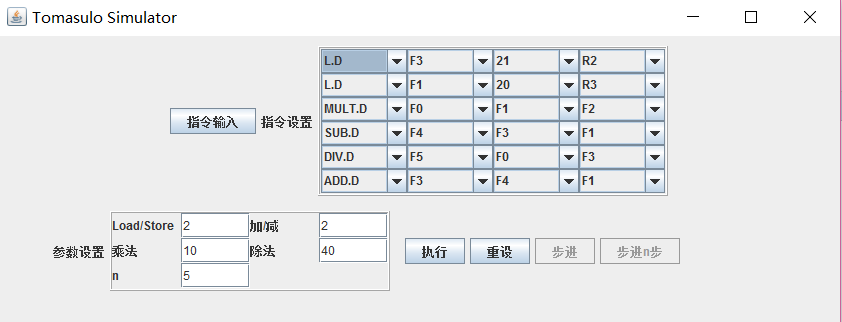 Tomasulo Simulator
L.D F3 21 R2
L.D F1 20 R3
指令输入 指令设置 MULT.D F0 F1 F2
SUB.D F4 F3 F1
DIV.D F5 F0 F3
ADD.D F3 F4 F1
Load/Store 2 加/减 2
参数设置 乘法 10 除法 40 执行 重设 步进 步进n步
n 5